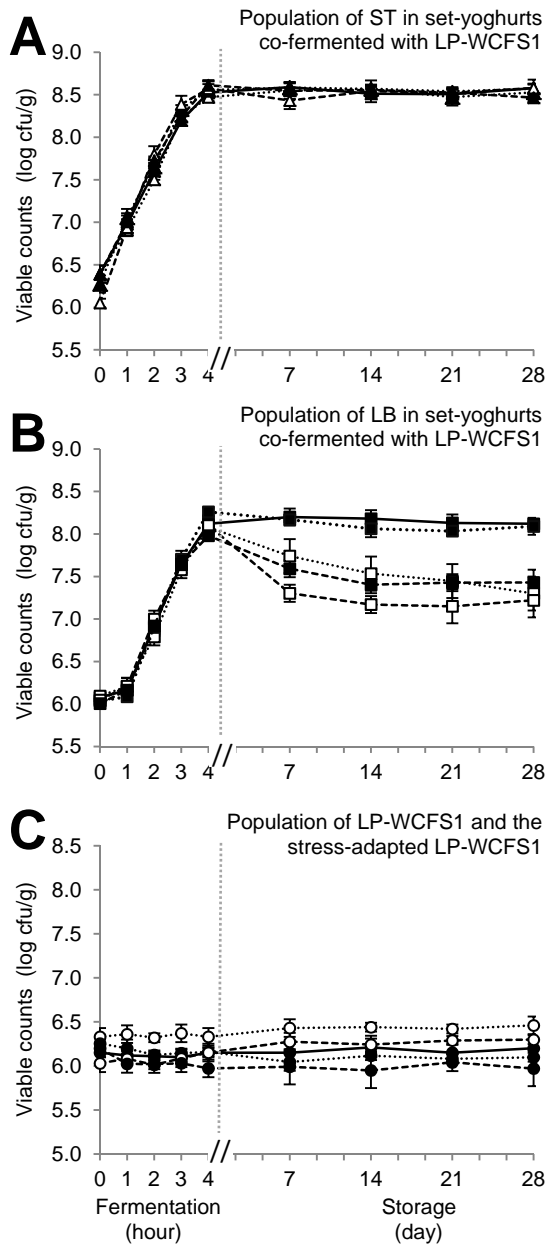 A
Population of ST in set-yoghurts
co-fermented with LP-WCFS1
Viable counts (log cfu/g)
9.0
8.5
8.0
7.5
7.0
6.5
6.0
5.5
0 1 2 3 4 // 7 14 21 28
B
Population of LB in set-yoghurts
co-fermented with LP-WCFS1
Viable counts (log cfu/g)
9.0
8.5
8.0
7.5
7.0
6.5
6.0
5.5
0 1 2 3 4 // 7 14 21 28
C
Population of LP-WCFS1 and the
stress-adapted LP-WCFS1
Viable counts (log cfu/g)
8.5
8.0
7.5
7.0
6.5
6.0
5.5
5.0
0 1 2 3 4 // 7 14 21 28
Fermentation Storage
(hour) (day)